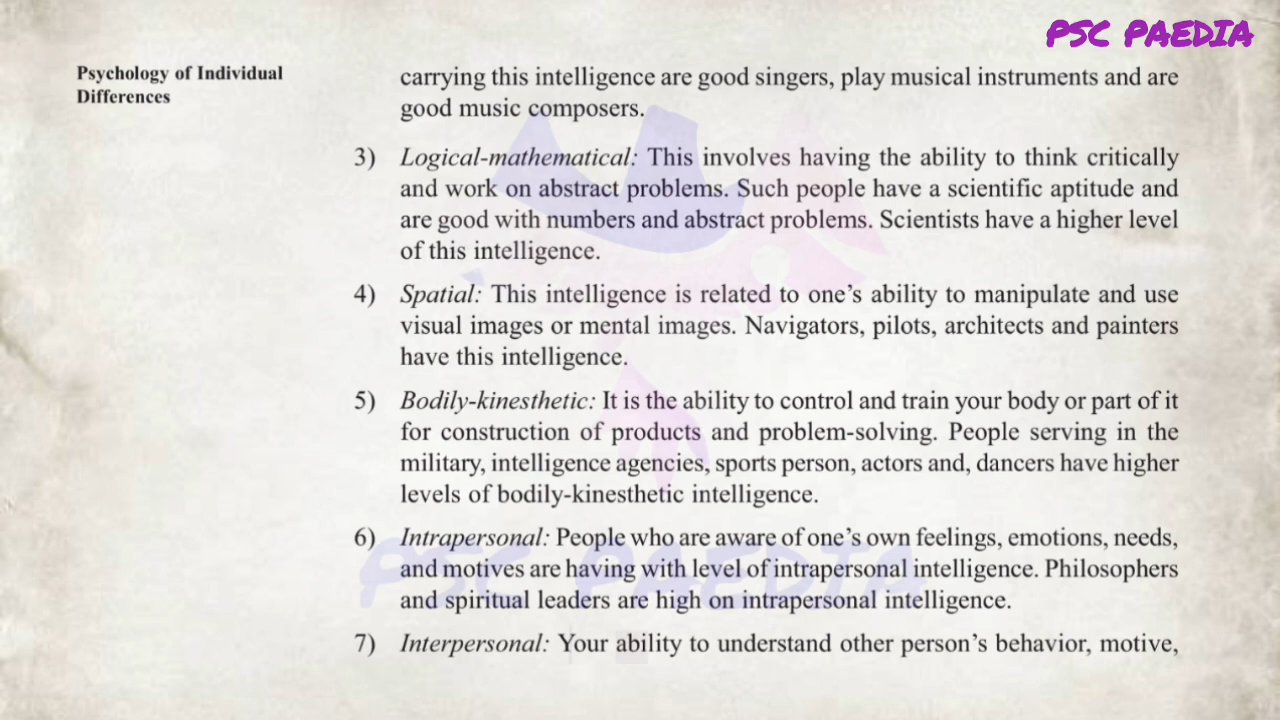 PSC PAEDIA
Psychology of Individual
Differences
carrying this intelligence are good singers, play musical instruments and are
good music composers.
3) Logical-mathematical: This involves having the ability to think critically
and work on abstract problems. Such people have a scientific aptitude and
are good with numbers and abstract problems. Scientists have a higher level
of this intelligence.
4) Spatial: This intelligence is related to one's ability to manipulate and use
visual images or mental images. Navigators, pilots, architects and painters
have this intelligence.
5) Bodily-kinesthetic: It is the ability to control and train your body or part of it
for construction of products and problem-solving. People serving in the
military, intelligence agencies, sports person, actors and, dancers have higher
levels of bodily-kinesthetic intelligence.
6) Intrapersonal: People who are aware of one's own feelings, emotions, needs,
and motives are having with level of intrapersonal intelligence. Philosophers
and spiritual leaders are high on intrapersonal intelligence.
PSC PAEDIA
7) Interpersonal: Your ability to understand other person's behavior, motive,